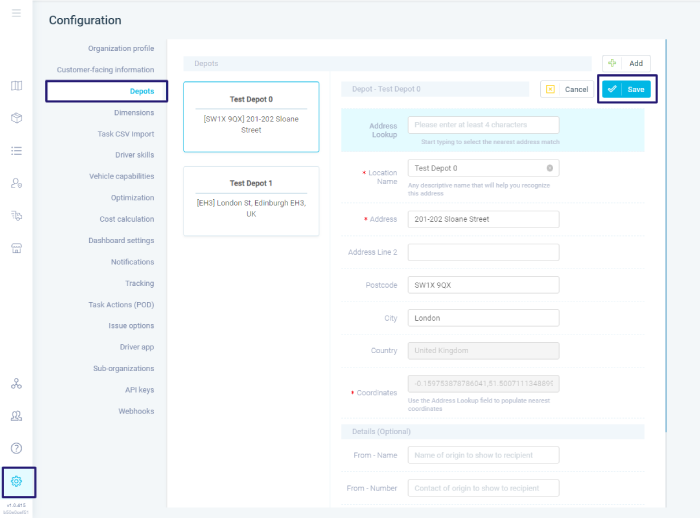 Configuration
Organization profile
Customer-facing information
Depots
Dimensions
Task CSV Import
Driver skills
Vehicle capabilities
Optimization
Cost calculation
Dashboard settings
Notifications
Tracking
Task Actions (POD)
Issue options
Driver app
Sub-organizations
API keys
Webhooks
Depots
Add
Test Depot 0
[SW1X 9QX] 201-202 Sloane
Street
Test Depot 1
[EH3] London St, Edinburgh EH3,
UK
Depot - Test Depot 0
Cancel
Save
Address
Lookup
Please enter at least 4 characters
Start typing to select the nearest address match
* Location
Name
Test Depot 0
Any descriptive name that will help you recognize
this address
* Address
201-202 Sloane Street
Address Line 2
Postcode
SW1X 9QX
City
London
Country
United Kingdom
* Coordinates
Use the Address Lookup field to populate nearest
coordinates
Details (Optional)
From - Name
Name of origin to show to recipient
From - Number
Contact of origin to show to recipient